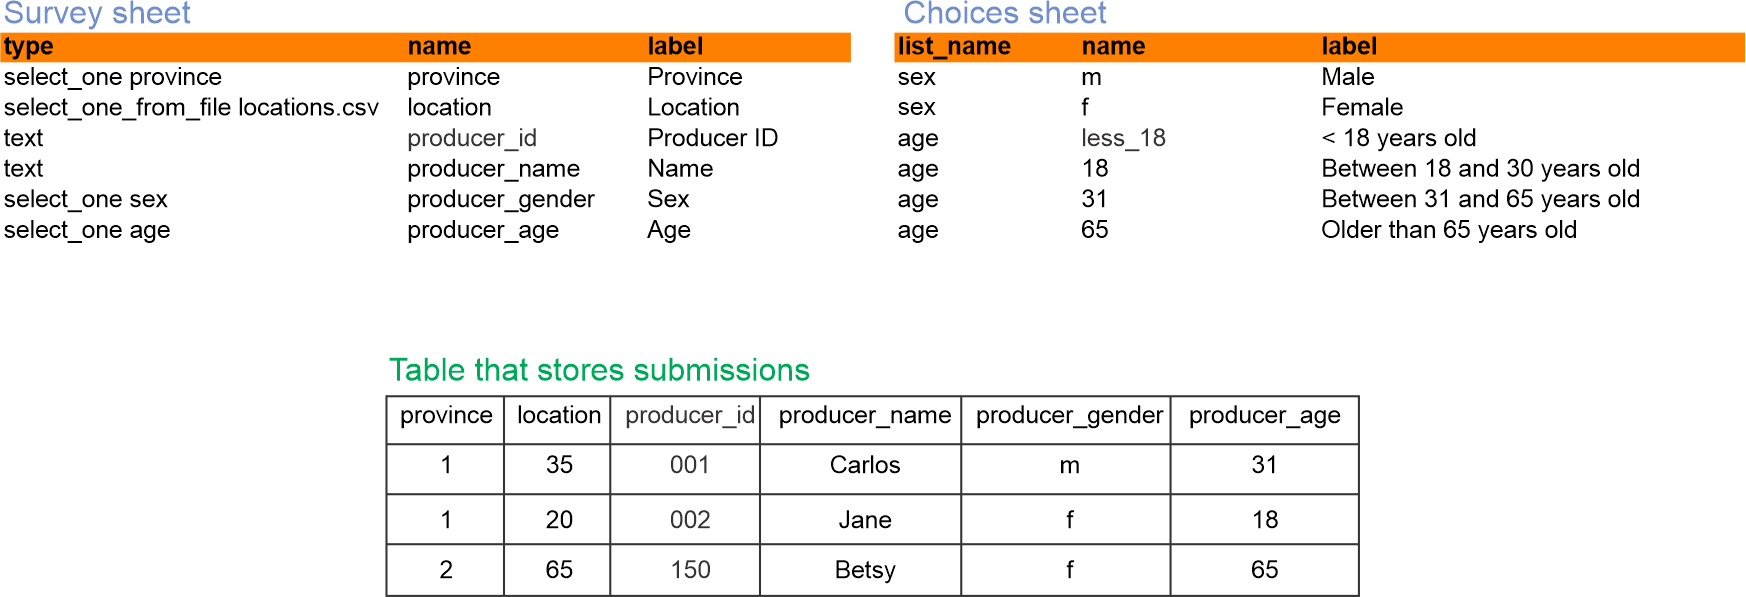 Survey sheet
type name label
select_one province province Province
select_one_from_file locations.csv location Location
text producer_id Producer ID
text producer_name Name
select_one sex producer_gender Sex
select_one age producer_age Age
Choices sheet
list_name name label
sex m Male
sex f Female
age less_18 < 18 years old
age 18 Between 18 and 30 years old
age 31 Between 31 and 65 years old
age 65 Older than 65 years old
Table that stores submissions
province location producer_id producer_name producer_gender producer_age
1 35 001 Carlos m 31
1 20 002 Jane f 18
2 65 150 Betsy f 65